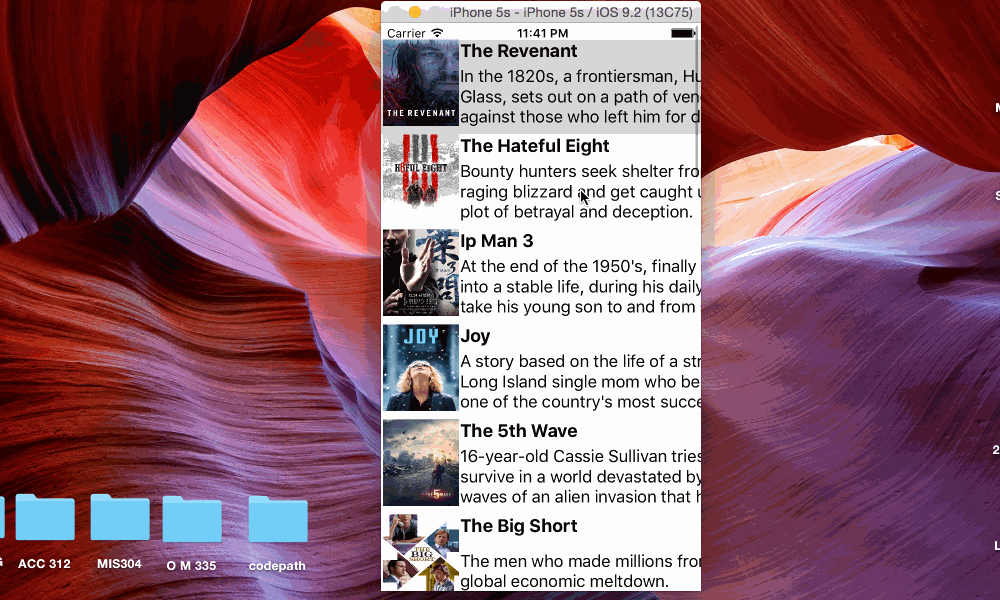 iPhone 5s - iPhone 5s / iOS 9.2 (13C75)
Carrier 11:41 PM
The Revenant
In the 1820s, a frontiersman, Hu
Glass, sets out on a path of ven
against those who left him for d
THE REVENANT
The Hateful Eight
Bounty hunters seek shelter fro
raging blizzard and get caught u
plot of betrayal and deception.
Ip Man 3
At the end of the 1950's, finally
into a stable life, during his daily
take his young son to and from
Joy
A story based on the life of a str
Long Island single mom who be
one of the country's most succe
JOY
The 5th Wave
16-year-old Cassie Sullivan tries
survive in a world devastated by
waves of an alien invasion that h
The Big Short
The men who made millions fror
global economic meltdown.
THE
BIG
SHORT
ACC 312
MIS304
O M 335
codepath